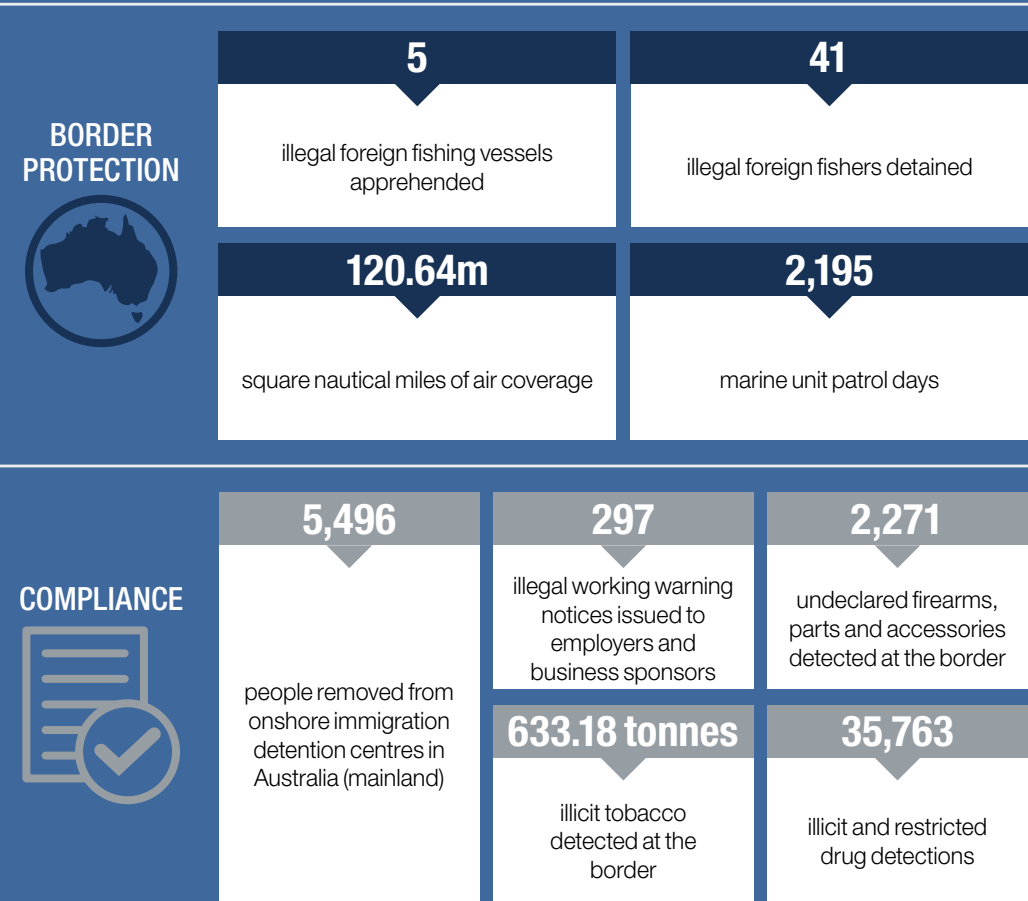 BORDER
PROTECTION
5
illegal foreign fishing vessels
apprehended
41
illegal foreign fishers detained
120.64m
square nautical miles of air coverage
2,195
marine unit patrol days
COMPLIANCE
5,496
people removed from
onshore immigration
detention centres in
Australia (mainland)
297
illegal working warning
notices issued to
employers and
business sponsors
2,271
undeclared firearms,
parts and accessories
detected at the border
633.18 tonnes
illicit tobacco
detected at the
border
35,763
illicit and restricted
drug detections